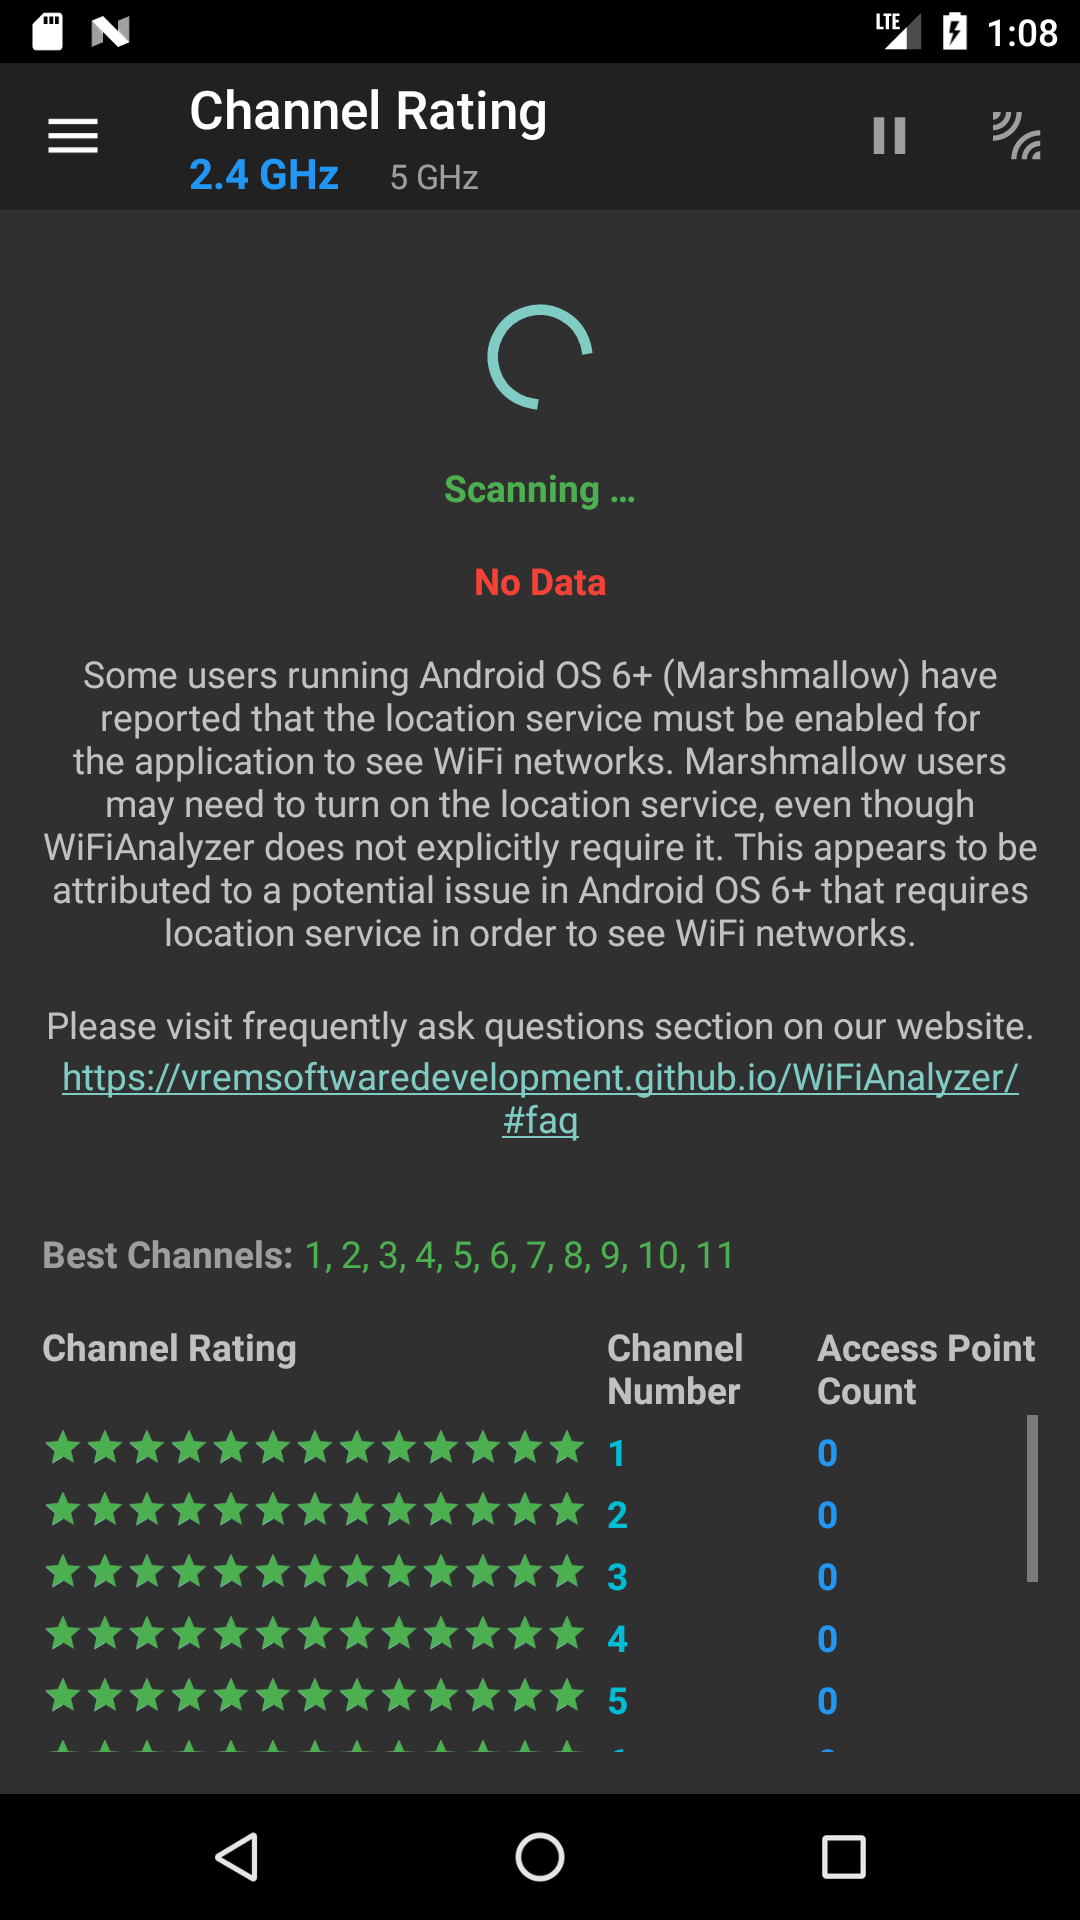 LTE 1:08
Channel Rating
2.4 GHz 5 GHz
Scanning ...
No Data
Some users running Android OS 6+ (Marshmallow) have
reported that the location service must be enabled for
the application to see WiFi networks. Marshmallow users
may need to turn on the location service, even though
WiFiAnalyzer does not explicitly require it. This appears to be
attributed to a potential issue in Android OS 6+ that requires
location service in order to see WiFi networks.
Please visit frequently ask questions section on our website.
https://vremsoftwaredevelopment.github.io/WiFiAnalyzer/
#faq
Best Channels: 1, 2, 3, 4, 5, 6, 7, 8, 9, 10, 11
Channel Rating Channel Access Point
Number Count
1 0
2 0
3 0
4 0
5 0